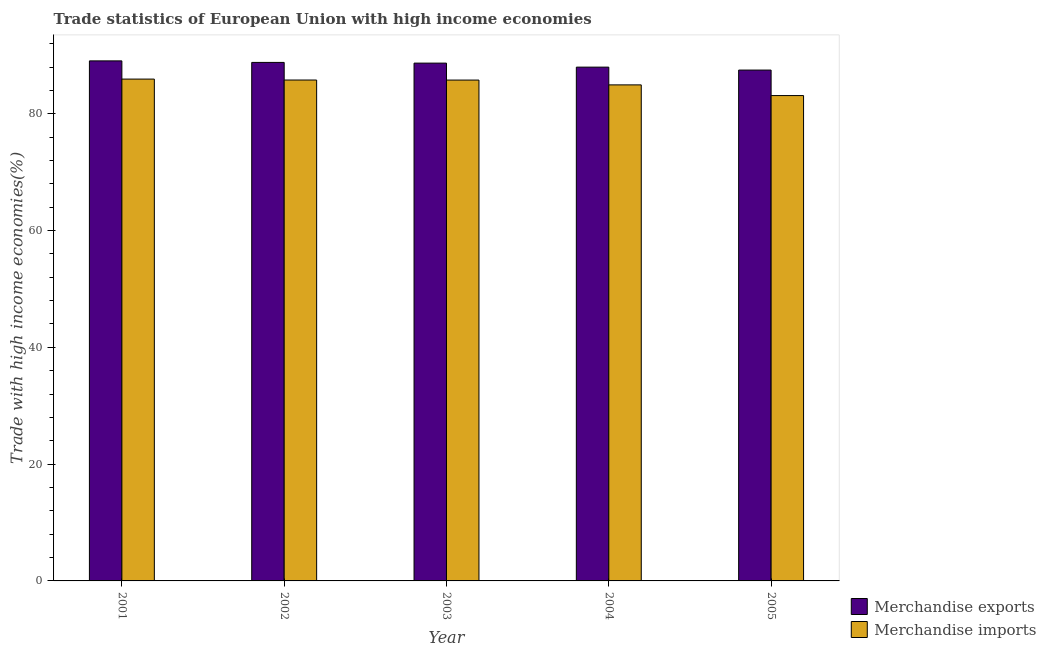 Trade statistics of European Union with high income economies
Trade with high income economies(%)
80
60
40
20
0
2001
2002
2003
2004
2005
Year
Merchandise exports
Merchandise imports